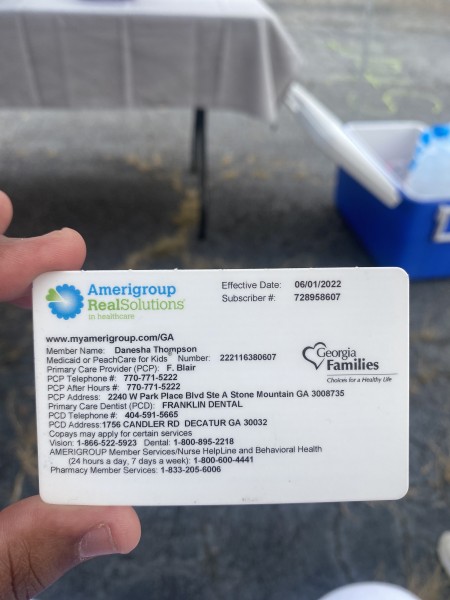 Amerigroup
RealSolutions
in healthcare
Effective Date: 06/01/2022
Subscriber #: 728958607
www.myamerigroup.com/GA
Member Name: Danesha Thompson
Medicaid or PeachCare for Kids Number: 222116380607
Primary Care Provider (PCP): F. Blair
PCP Telephone #: 770-771-5222
PCP After Hours #: 770-771-5222
PCP Address: 2240 W Park Place Blvd Ste A Stone Mountain GA 3008735
Primary Care Dentist (PCD): FRANKLIN DENTAL
PCD Telephone #: 404-591-5665
PCD Address:1756 CANDLER RD DECATUR GA 30032
Copays may apply for certain services
Vision: 1-866-522-5923 Dental: 1-800-895-2218
AMERIGROUP Member Services/Nurse HelpLine and Behavioral Health
(24 hours a day, 7 days a week): 1-800-600-4441
Pharmacy Member Services: 1-833-205-6006
Georgia
Families
Choices for a Healthy Life